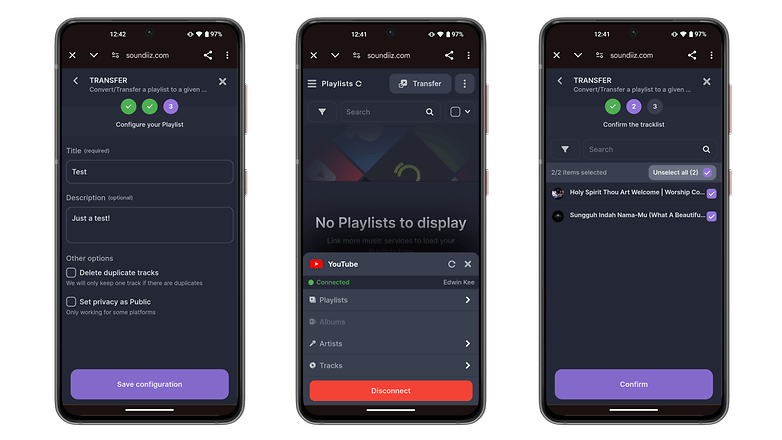 12:42
97%
soundiiz.com
TRANSFER
Convert/Transfer a playlist to a given ...
3
Configure your Playlist
Title (required)
Test
Description (optional)
Just a test!
Other options
Delete duplicate tracks
We will only keep one track if there are duplicates
Set privacy as Public
Only working for some platforms
Save configuration
12:41
97%
soundiiz.com
Playlists
Transfer
Search
No Playlists to display
Link more music services to load your
YouTube
Connected
Edwin Kee
Playlists
Albums
Artists
Tracks
Disconnect
12:41
97%
soundiiz.com
TRANSFER
Convert/Transfer a playlist to a given ...
2
3
Confirm the tracklist
Search
2/2 items selected
Unselect all (2)
Holy Spirit Thou Art Welcome | Worship Co...
Sungguh Indah Nama-Mu (What A Beautifu...
Confirm